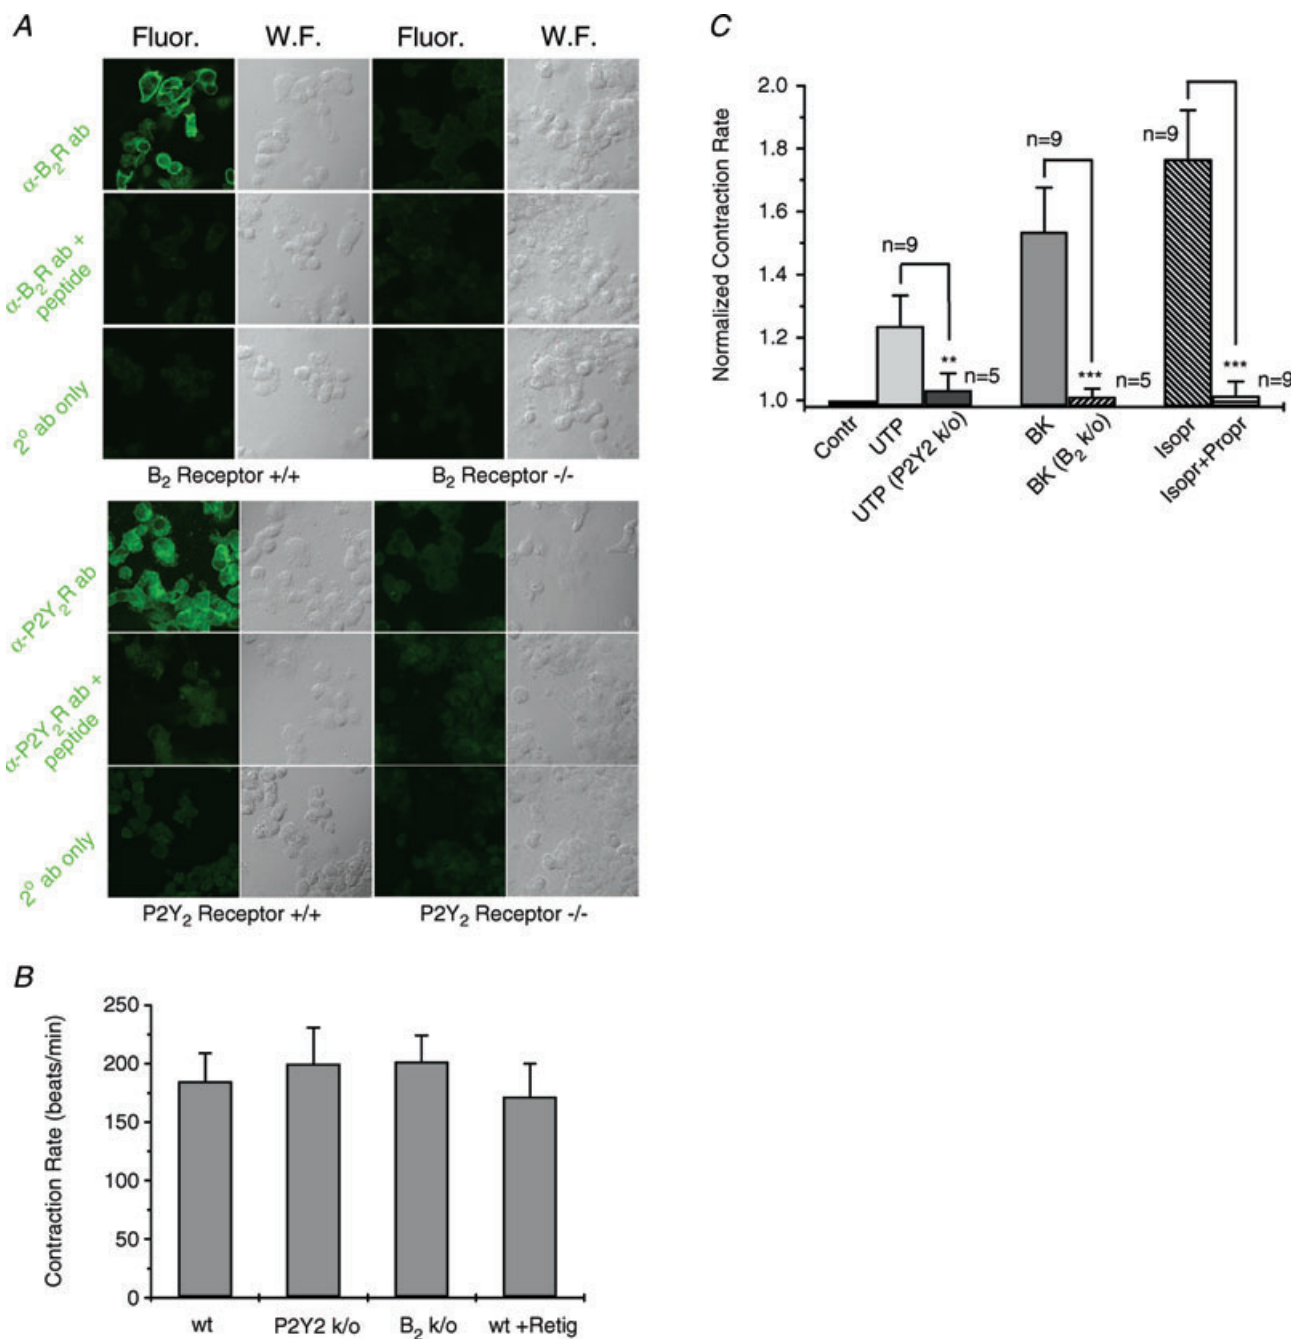 A
Fluor. W.F. Fluor. W.F.
α-B₂R ab
α-B₂R ab +
peptide
2° ab only
B₂ Receptor +/+ B₂ Receptor -/-
α-P2Y₂R ab
α-P2Y₂R ab +
peptide
2° ab only
P2Y₂ Receptor +/+ P2Y₂ Receptor -/-
B
Contraction Rate (beats/min)
250
200
150
100
50
0
wt P2Y2 k/o B₂ k/o wt +Retig
C
Normalized Contraction Rate
2.0
1.8
1.6
1.4
1.2
1.0
n=9
**
n=5
n=9
***
n=5
n=9
***
n=9
Contr
UTP
UTP (P2Y2 k/o)
BK
BK (B₂ k/o)
Isopr
Isopr+Propr